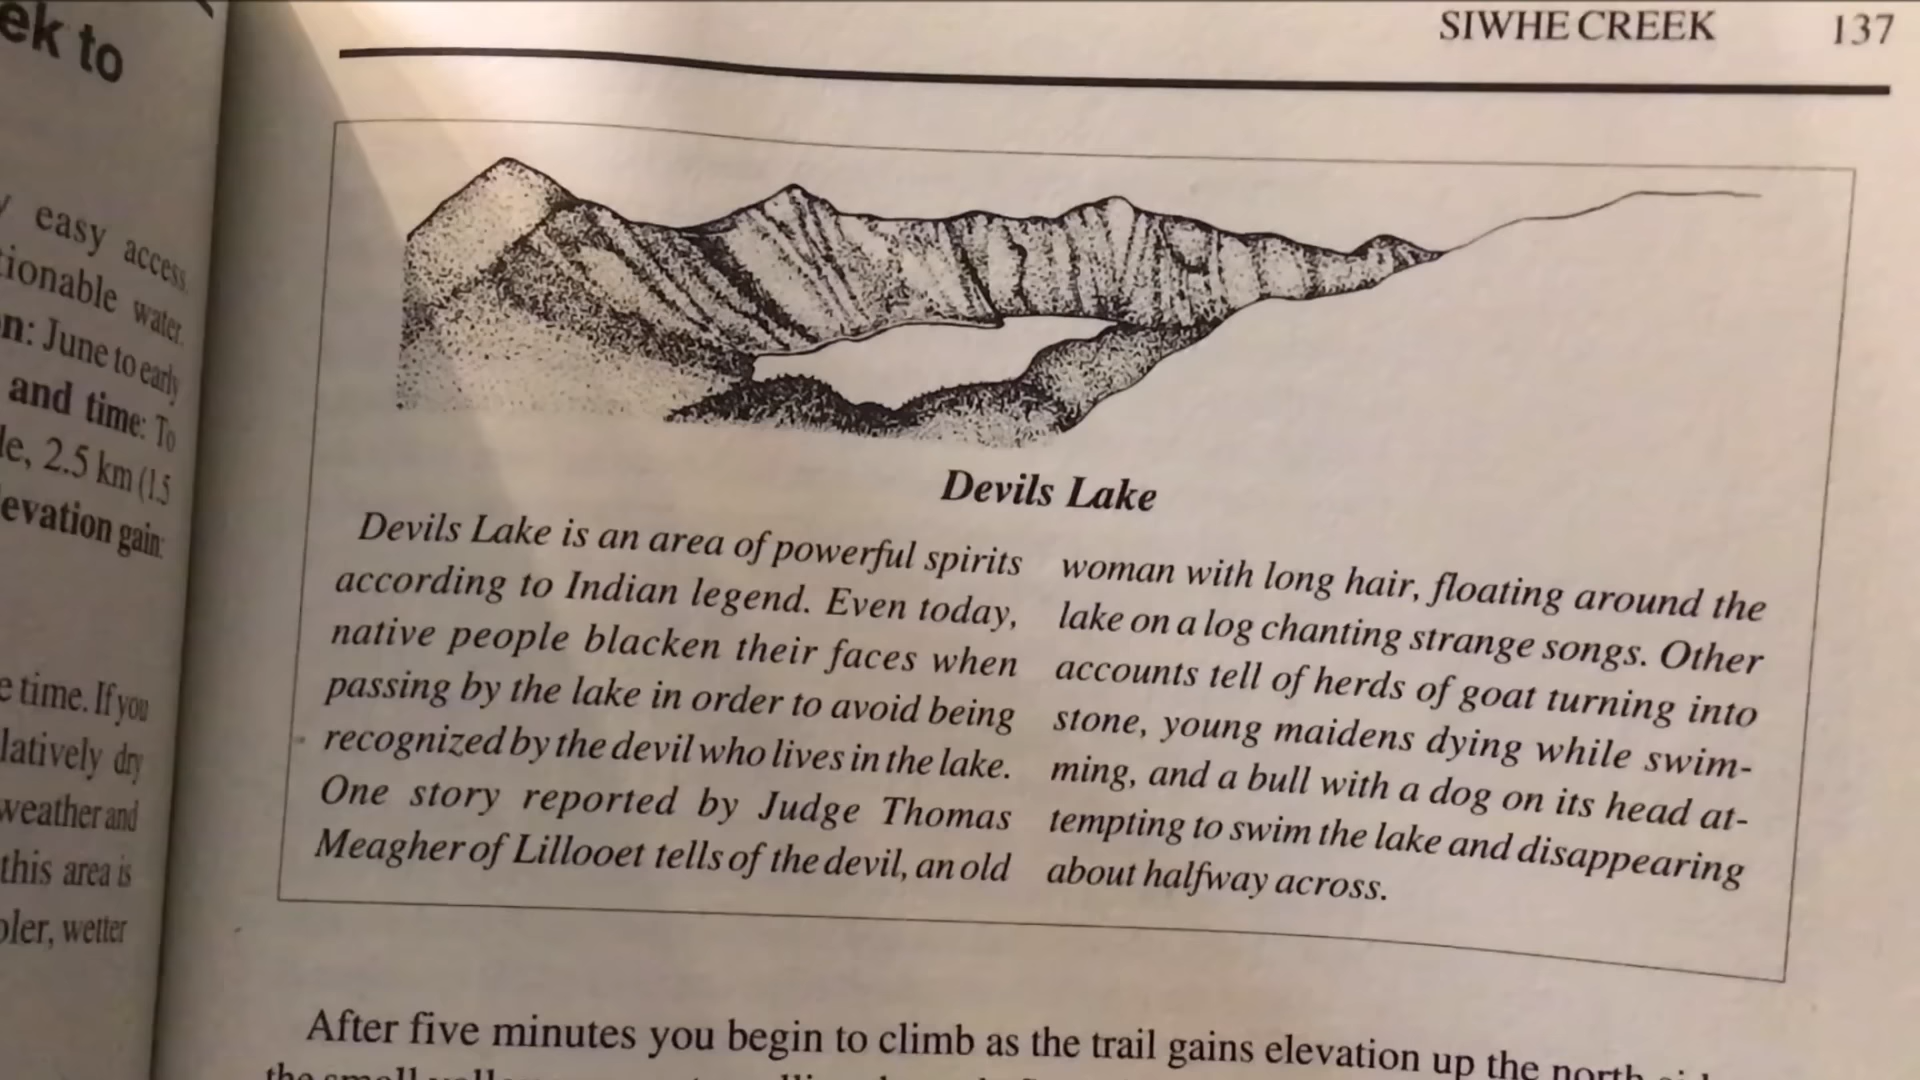 ek to
easy access.
tionable water.
n: June to early
and time: To
le, 2.5 km (1.5
levation gain:
e time. If you
latively dry
weather and
this area is
oler, wetter
SIWHE CREEK 137
Devils Lake
Devils Lake is an area of powerful spirits
according to Indian legend. Even today,
native people blacken their faces when
passing by the lake in order to avoid being
recognized by the devil who lives in the lake.
One story reported by Judge Thomas
Meagher of Lillooet tells of the devil, an old
woman with long hair, floating around the
lake on a log chanting strange songs. Other
accounts tell of herds of goat turning into
stone, young maidens dying while swim-
ming, and a bull with a dog on its head at-
tempting to swim the lake and disappearing
about halfway across.
After five minutes you begin to climb as the trail gains elevation up the north
the small